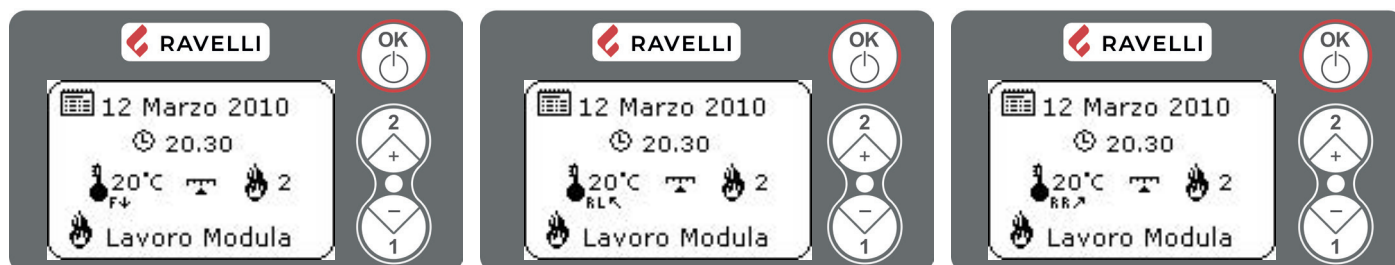 RAVELLI
OK
12 Marzo 2010
20.30
20°C 2
F↓
Lavoro Modula
2
+
−
1
RAVELLI
OK
12 Marzo 2010
20.30
20°C 2
RL↖
Lavoro Modula
2
+
−
1
RAVELLI
OK
12 Marzo 2010
20.30
20°C 2
RR↗
Lavoro Modula
2
+
−
1